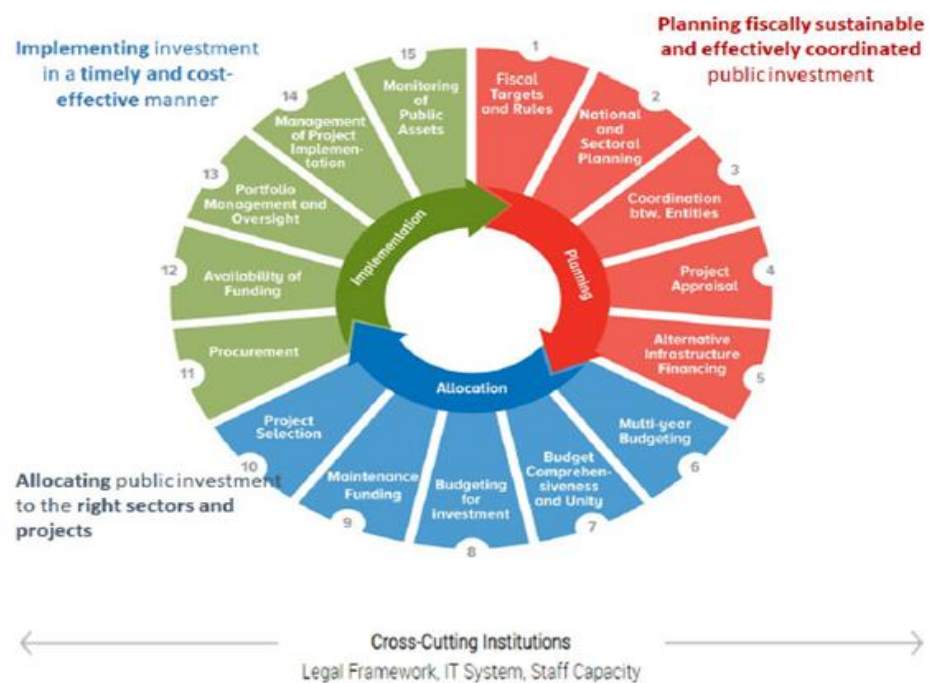 Implementing investment
in a timely and cost-
effective manner
Planning fiscally sustainable
and effectively coordinated
public investment
1
Fiscal
Targets
and Rules
2
National
and
Sectoral
Planning
3
Coordination
btw. Entities
4
Project
Appraisal
5
Alternative
Infrastructure
Financing
6
Multi-year
Budgeting
7
Budget
Comprehen-
siveness
and Unity
8
Budgeting
for
Investment
9
Maintenance
Funding
10
Project
Selection
11
Procurement
12
Availability of
Funding
13
Portfolio
Management and
Oversight
14
Management
of Project
Implemen-
tation
15
Monitoring
of
Public
Assets
Implementation
Planning
Allocation
Allocating public investment
to the right sectors and
projects
Cross-Cutting Institutions
Legal Framework, IT System, Staff Capacity